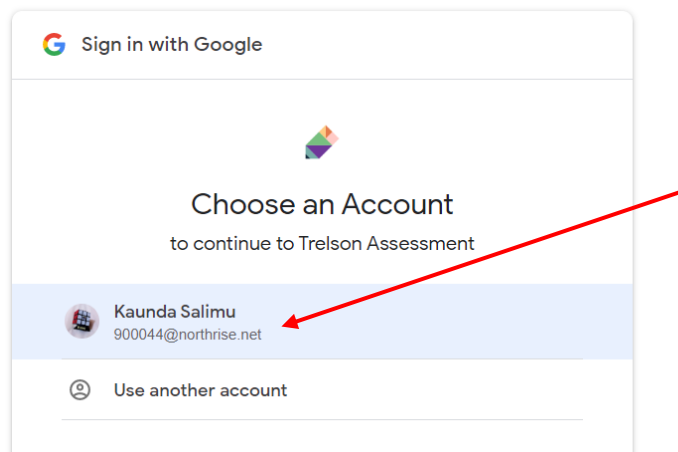 Sign in with Google
Choose an Account
to continue to Trelson Assessment
Kaunda Salimu
900044@northrise.net
Use another account